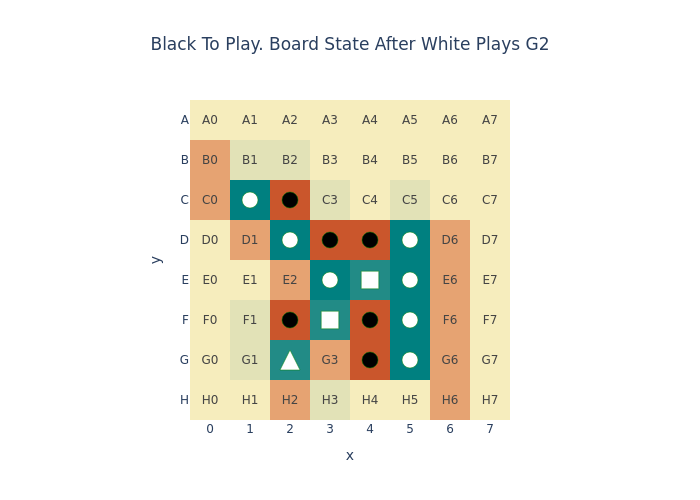 Black To Play. Board State After White Plays G2
A A0 A1 A2 A3 A4 A5 A6 A7
B B0 B1 B2 B3 B4 B5 B6 B7
C C0 C3 C4 C5 C6 C7
D D0 D1 D6 D7
E E0 E1 E2 E6 E7
F F0 F1 F6 F7
G G0 G1 G3 G6 G7
H H0 H1 H2 H3 H4 H5 H6 H7
0 1 2 3 4 5 6 7
x
y